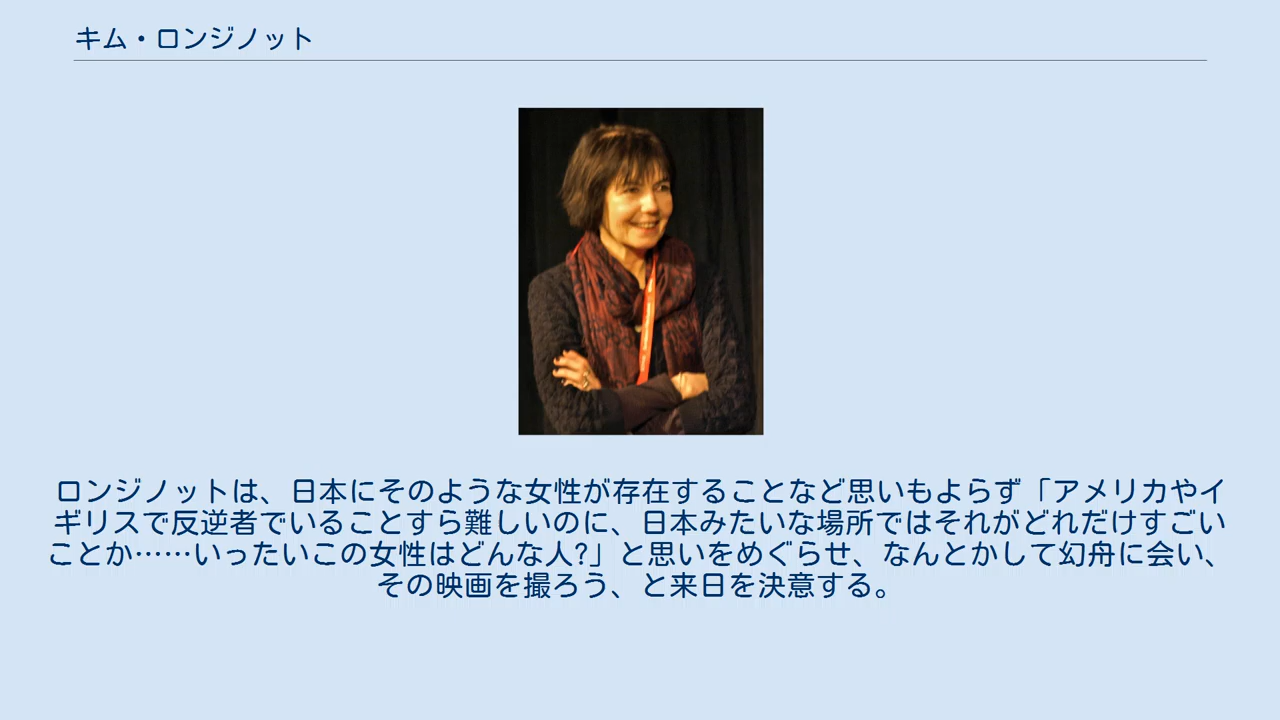 キム・ロンジノット
ロンジノットは、日本にそのような女性が存在することなど思いもよらず「アメリカやイ
ギリスで反逆者でいることすら難しいのに、日本みたいな場所ではそれがどれだけすごい
ことか……いったいこの女性はどんな人?」と思いをめぐらせ、なんとかして幻舟に会い、
その映画を撮ろう、と来日を決意する。